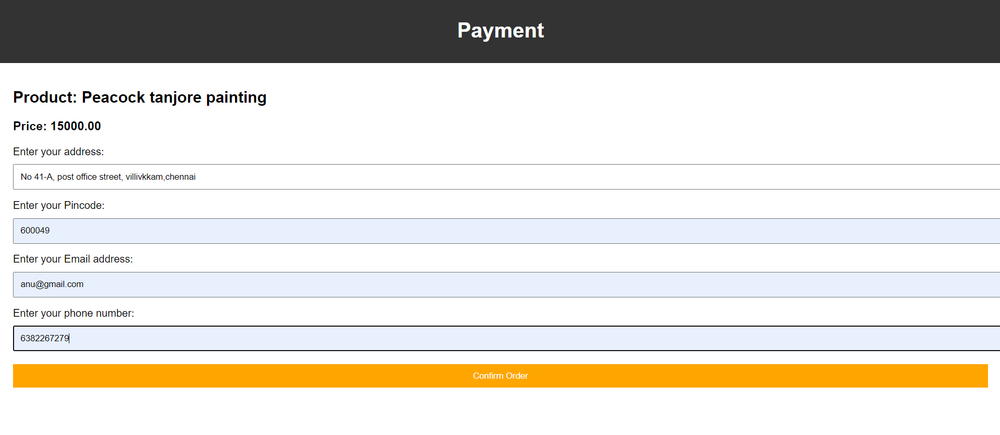 Payment
Product: Peacock tanjore painting
Price: 15000.00
Enter your address:
No 41-A, post office street, villivkkam,chennai
Enter your Pincode:
600049
Enter your Email address:
anu@gmail.com
Enter your phone number:
6382267279
Confirm Order